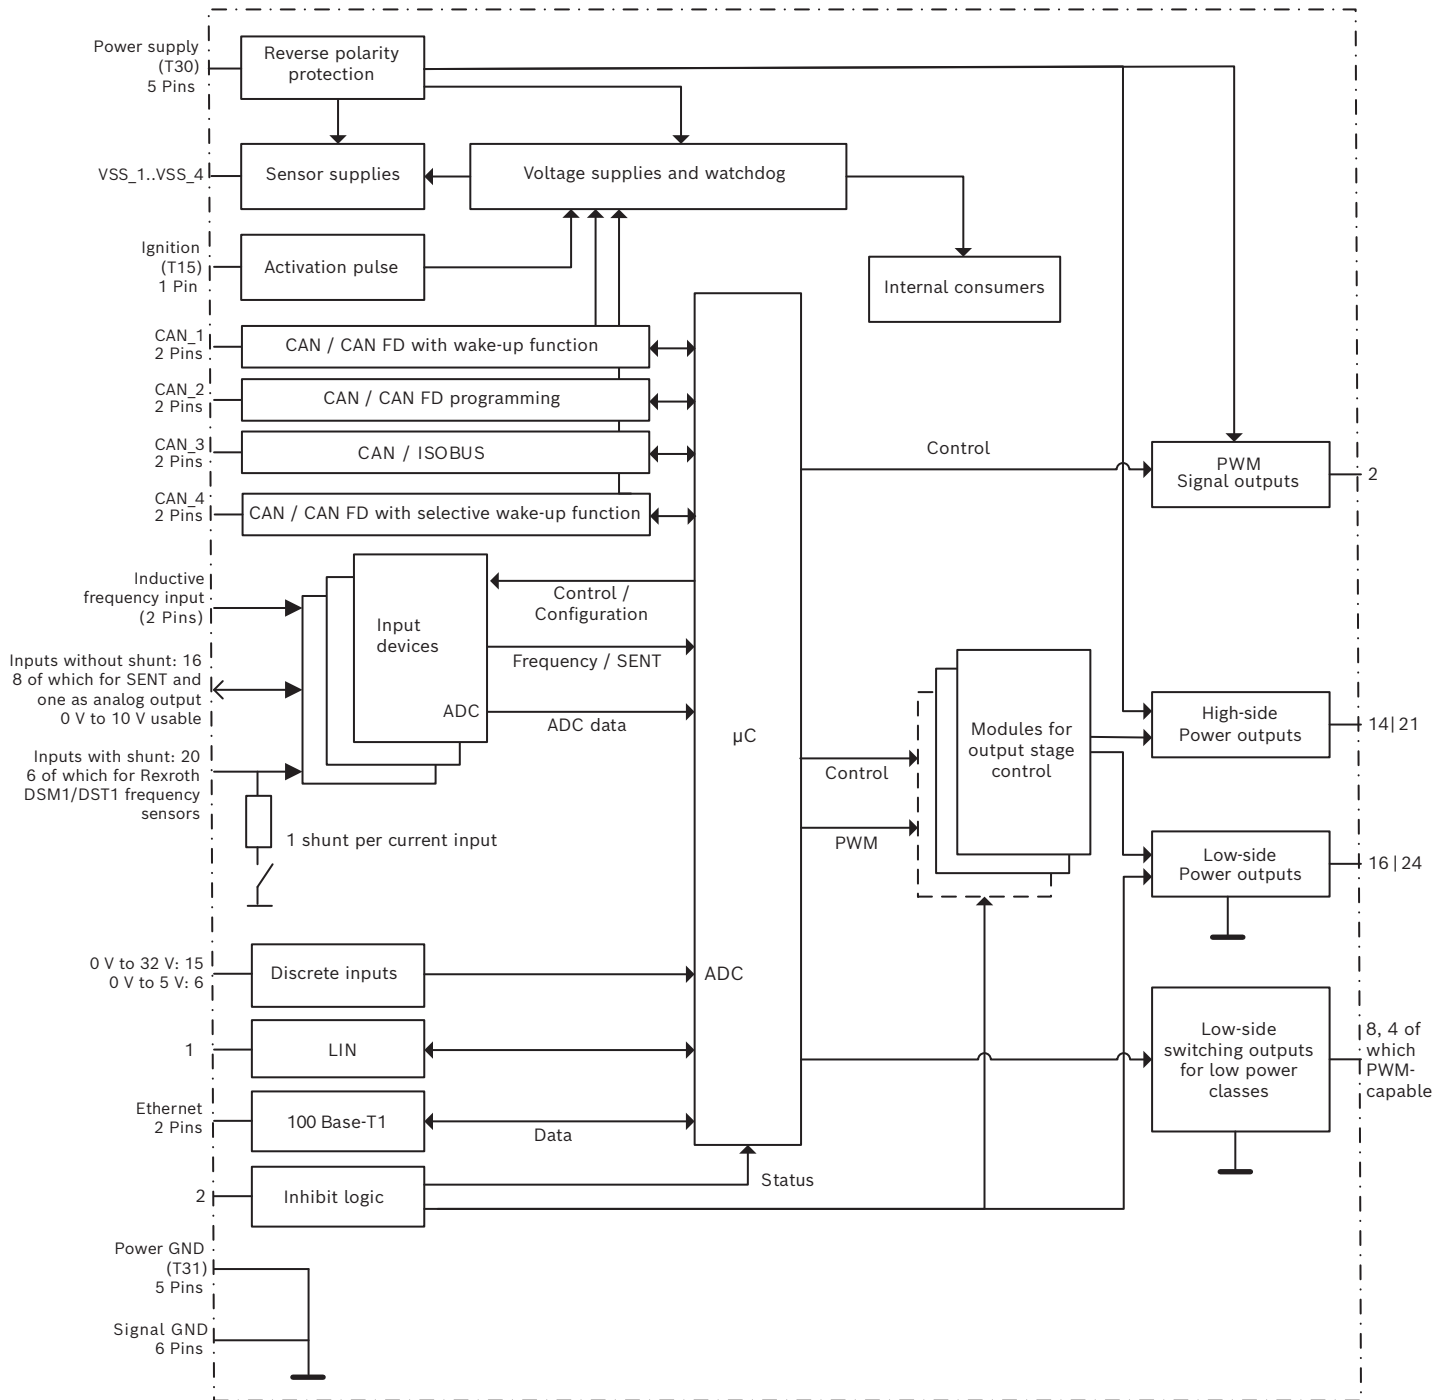 Power supply
(T30)
5 Pins
Reverse polarity
protection
VSS_1..VSS_4
Sensor supplies
Voltage supplies and watchdog
Ignition
(T15)
1 Pin
Activation pulse
Internal consumers
CAN_1
2 Pins
CAN / CAN FD with wake-up function
CAN_2
2 Pins
CAN / CAN FD programming
CAN_3
2 Pins
CAN / ISOBUS
CAN_4
2 Pins
CAN / CAN FD with selective wake-up function
Control
PWM
Signal outputs
2
Inductive
frequency input
(2 Pins)
Inputs without shunt: 16
8 of which for SENT and
one as analog output
0 V to 10 V usable
Inputs with shunt: 20
6 of which for Rexroth
DSM1/DST1 frequency
sensors
1 shunt per current input
Input
devices
ADC
Control /
Configuration
Frequency / SENT
ADC data
µC
Control
PWM
Modules for
output stage
control
High-side
Power outputs
14|21
Low-side
Power outputs
16|24
0 V to 32 V: 15
0 V to 5 V: 6
Discrete inputs
ADC
1
LIN
Low-side
switching outputs
for low power
classes
8, 4 of
which
PWM-
capable
Ethernet
2 Pins
100 Base-T1
Data
2
Inhibit logic
Status
Power GND
(T31)
5 Pins
Signal GND
6 Pins